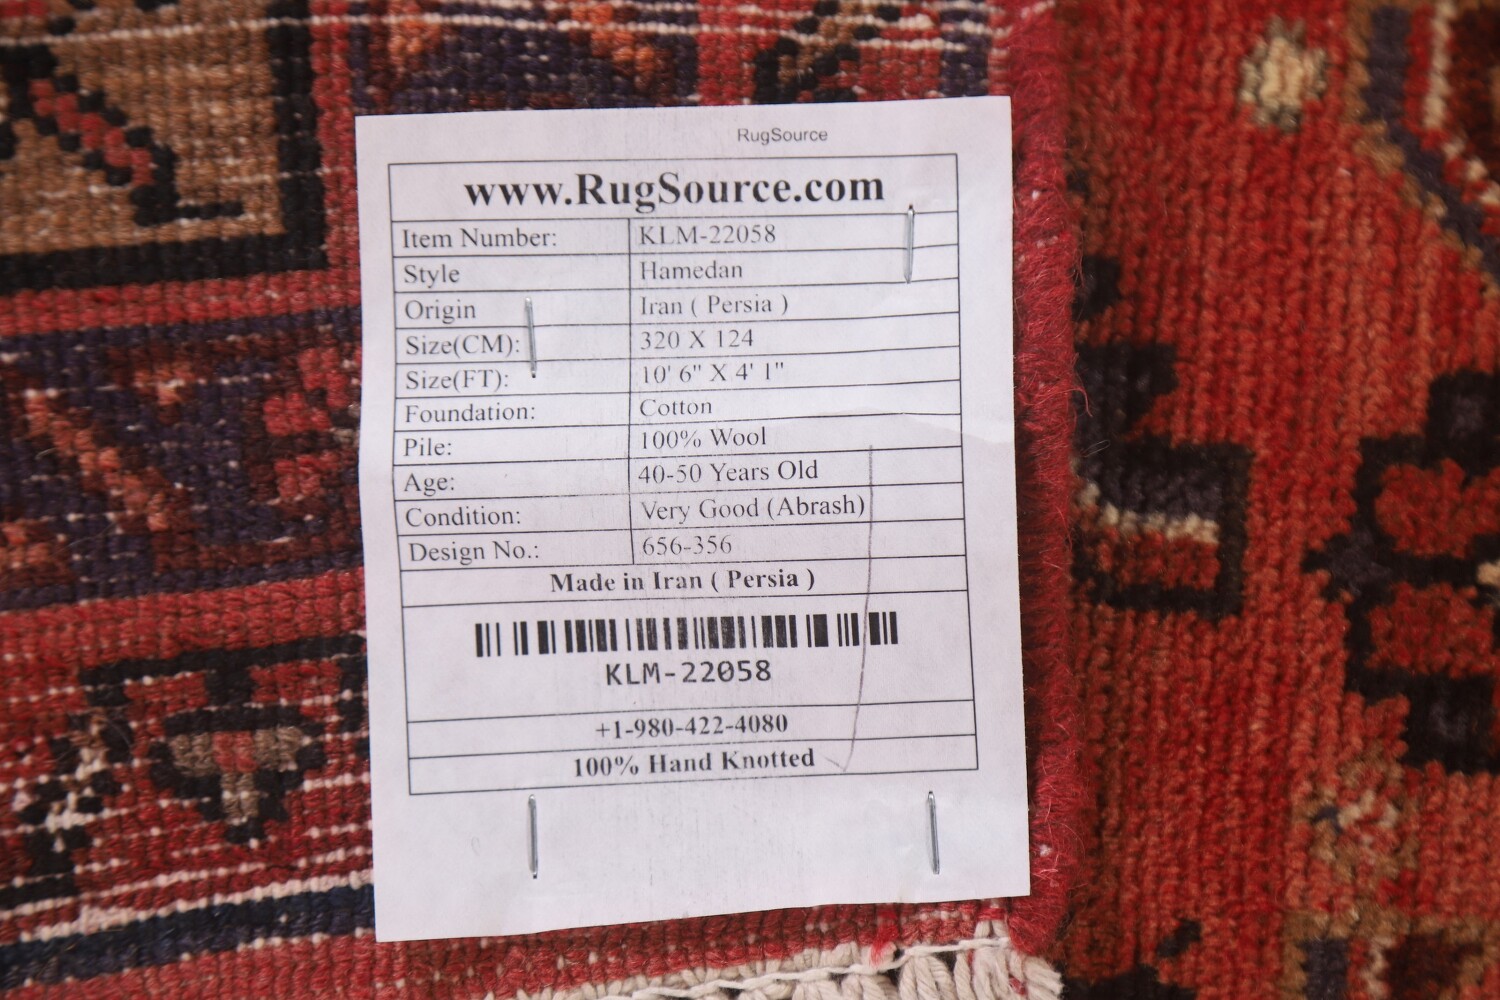 RugSource
www.RugSource.com
Item Number: KLM-22058
Style Hamedan
Origin Iran ( Persia )
Size(CM): 320 X 124
Size(FT): 10' 6" X 4' 1"
Foundation: Cotton
Pile: 100% Wool
Age: 40-50 Years Old
Condition: Very Good (Abrash)
Design No.: 656-356
Made in Iran ( Persia )
KLM-22058
+1-980-422-4080
100% Hand Knotted